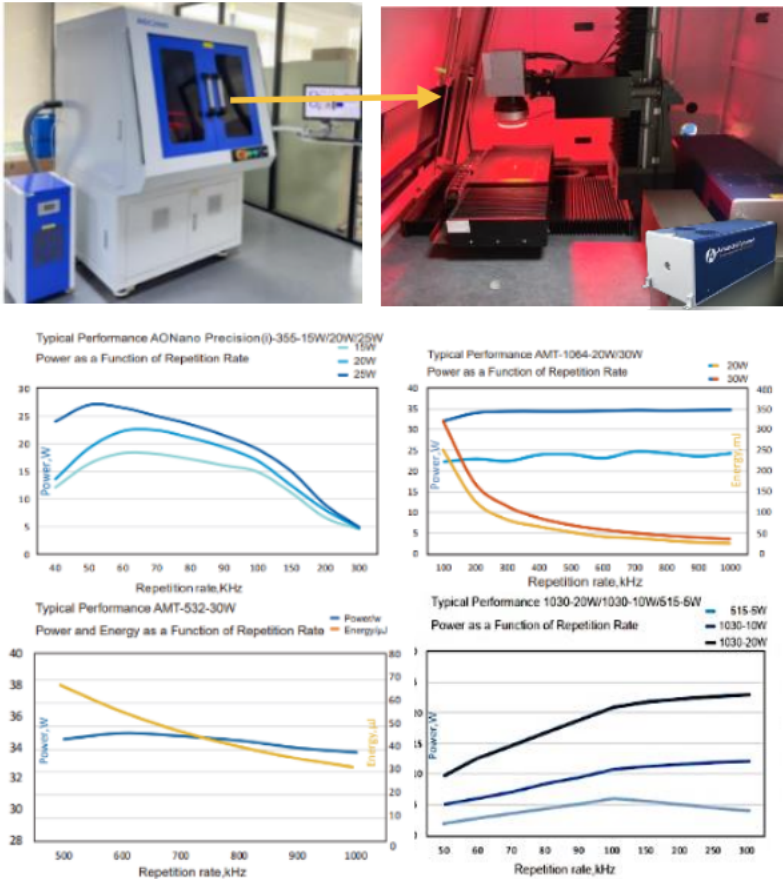 Typical Performance AONano Precision(i)-355-15W/20W/25W
Power as a Function of Repetition Rate
15W
20W
25W
30
25
20
15
10
5
0
Power,W
40 50 60 70 80 90 100 150 200 300
Repetition rate,KHz
Typical Performance AMT-1064-20W/30W
Power as a Function of Repetition Rate
20W
30W
40
35
30
25
20
15
10
5
0
Power,W
400
350
300
250
200
150
100
50
0
100 200 300 400 500 600 700 800 900 1000
Repetition rate,kHz
Typical Performance AMT-532-30W
Power and Energy as a Function of Repetition Rate
Power/w
Energy/μJ
40
38
36
34
32
30
28
Power,W
80
70
60
50
40
30
20
10
0
Energy,μJ
500 600 700 800 900 1000
Repetition rate,kHz
Typical Performance 1030-20W/1030-10W/515-5W
Power as a Function of Repetition Rate
515-5W
1030-10W
1030-20W
Power,W
50 60 70 80 90 100 150 200 250 300
Repetition rate,kHz